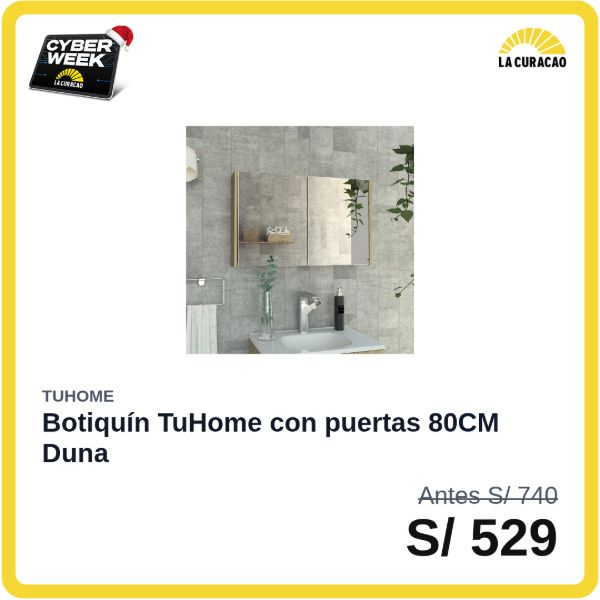 CYBER
WEEK
LA CURACAO
LA CURACAO
TUHOME
Botiquín TuHome con puertas 80CM
Duna
Antes S/ 740
S/ 529